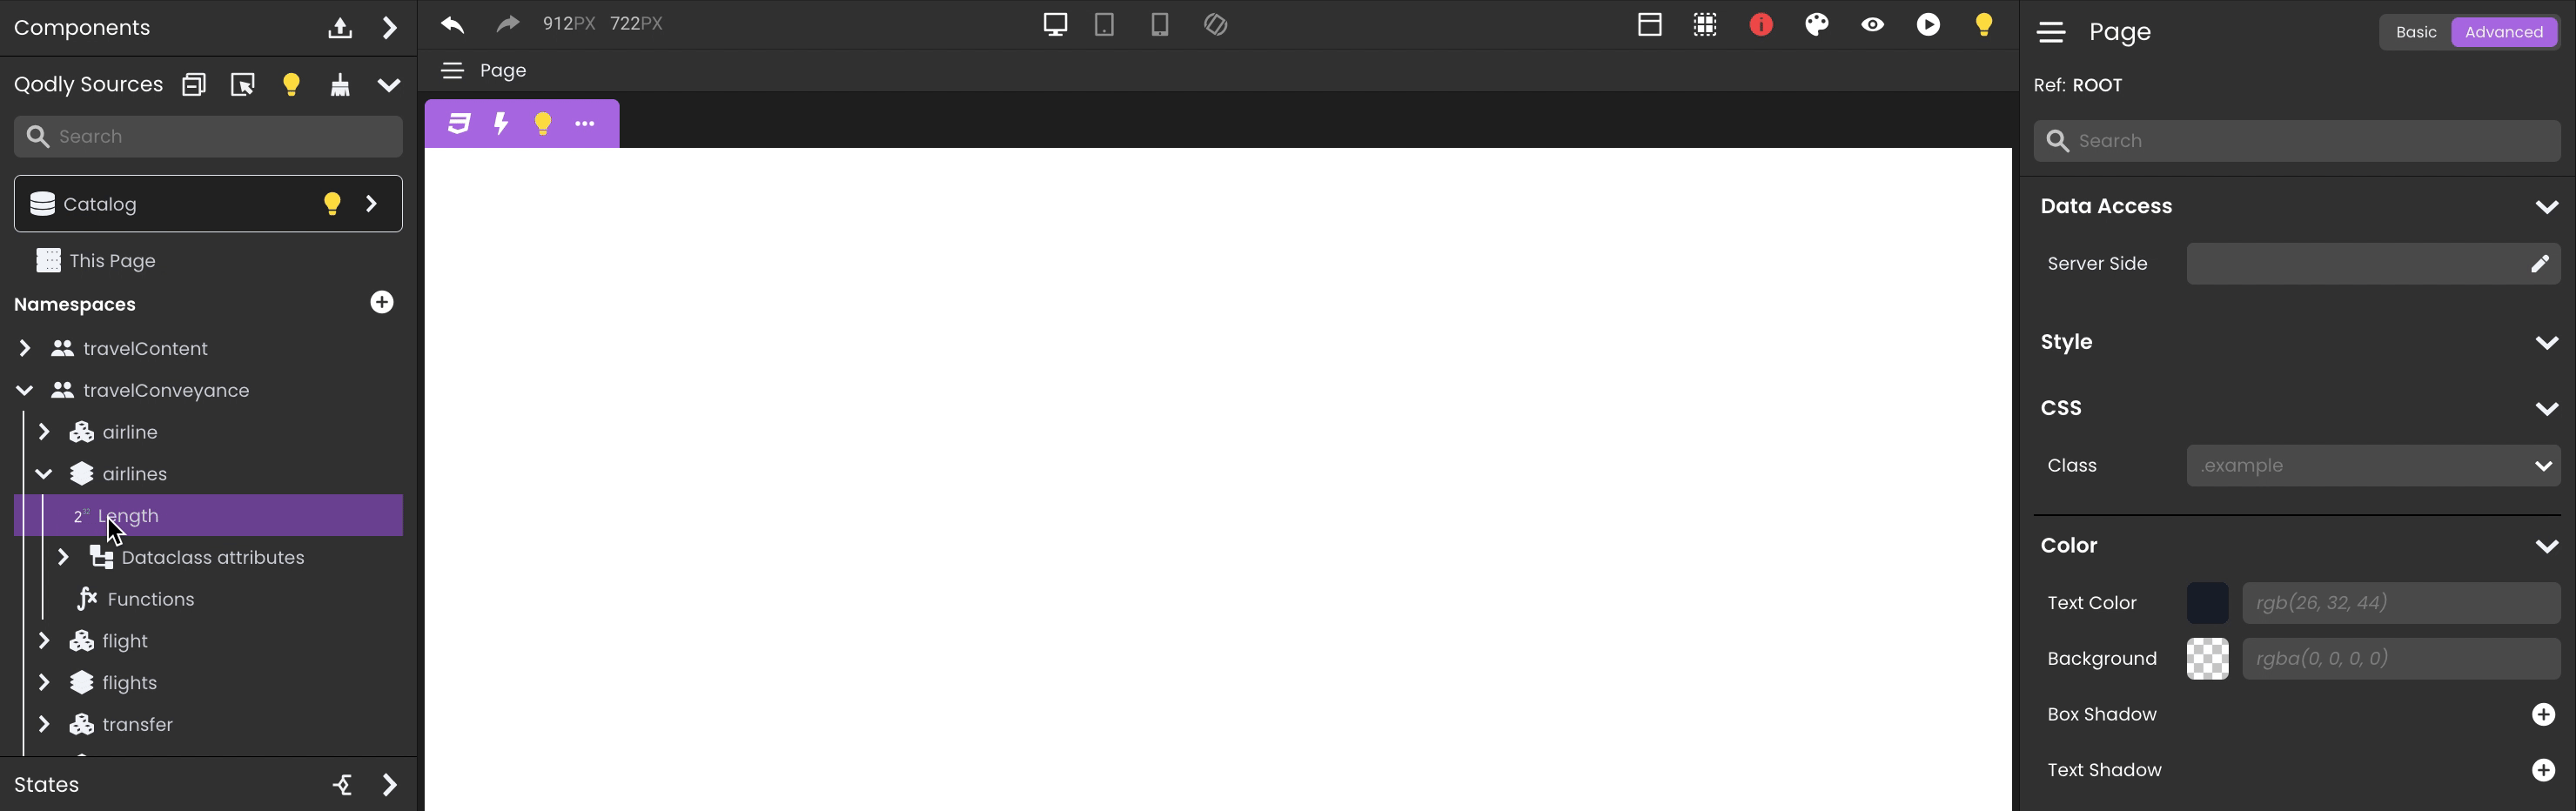 Components
Qodly Sources
Search
Catalog
This Page
Namespaces
travelContent
travelConveyance
airline
airlines
2³² Length
Dataclass attributes
Functions
flight
flights
transfer
States
912PX 722PX
Page
Page
Basic Advanced
Ref: ROOT
Search
Data Access
Server Side
Style
CSS
Class .example
Color
Text Color rgb(26, 32, 44)
Background rgba(0, 0, 0, 0)
Box Shadow
Text Shadow